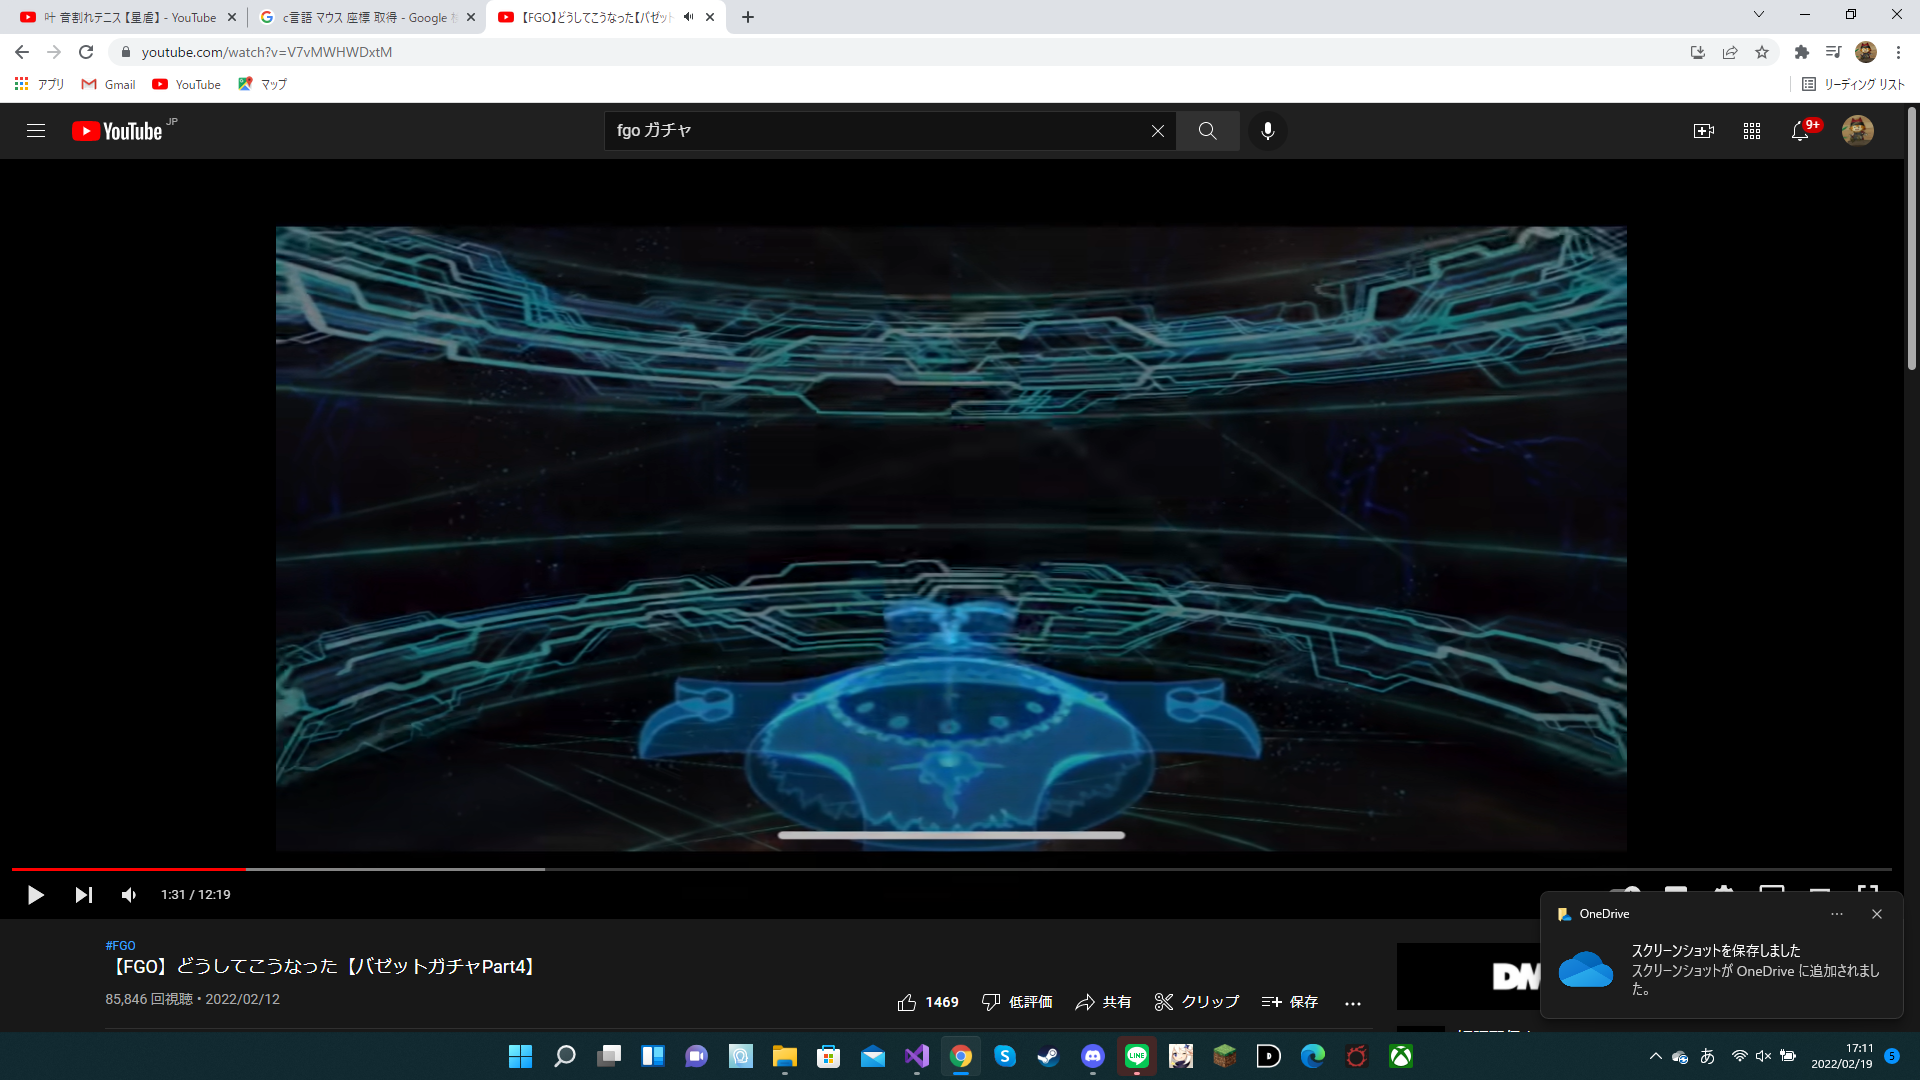 叶 音割れテニス【星虐】 - YouTube
c言語 マウス 座標 取得 - Google
【FGO】どうしてこうなった【バゼット
youtube.com/watch?v=V7vMWHWDxtM
アプリ
Gmail
YouTube
マップ
リーディング リスト
YouTube JP
fgo ガチャ
9+
1:31 / 12:19
#FGO
【FGO】どうしてこうなった【バゼットガチャPart4】
85,846 回視聴・2022/02/12
1469
低評価
共有
クリップ
保存
DM
OneDrive
スクリーンショットを保存しました
スクリーンショットが OneDrive に追加されまし
た。
LINE
あ
17:11
2022/02/19
5